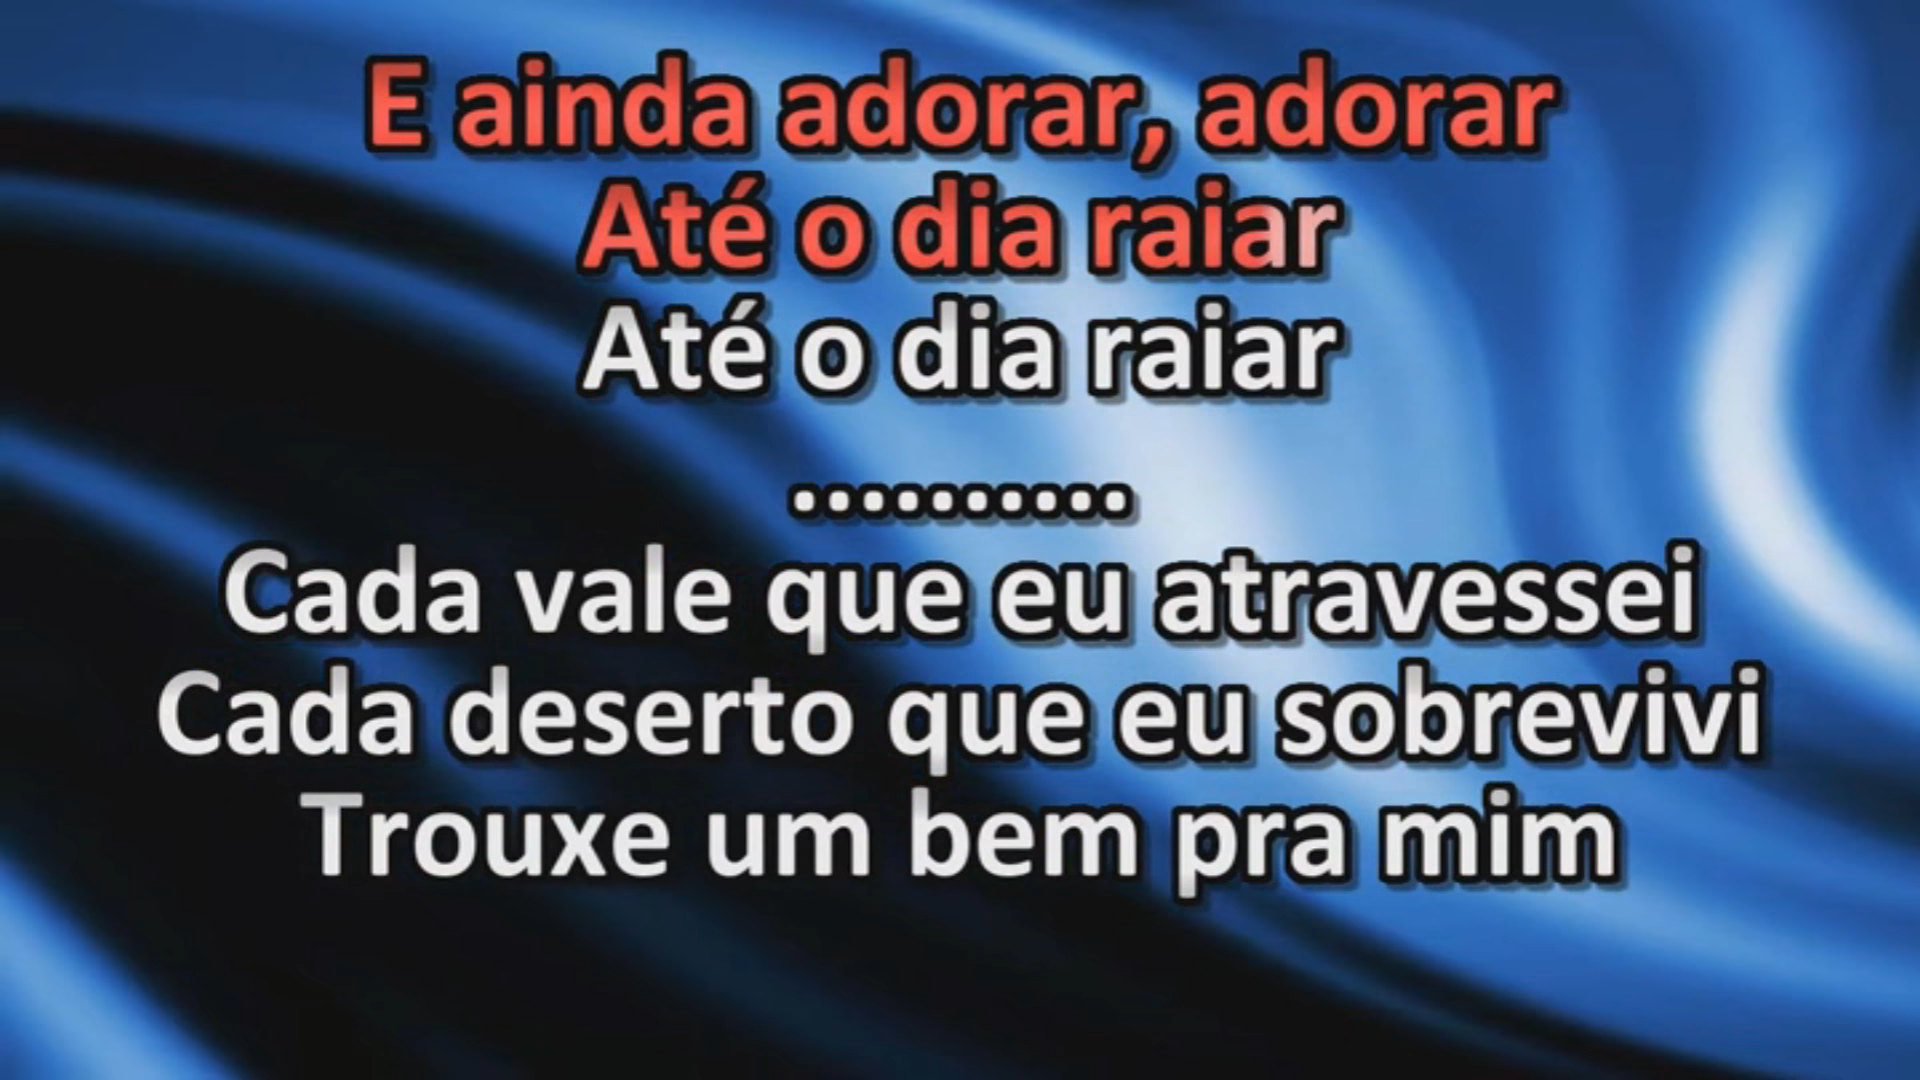 E ainda adorar, adorar
Até o dia raiar
Até o dia raiar
..........
Cada vale que eu atravessei
Cada deserto que eu sobrevivi
Trouxe um bem pra mim